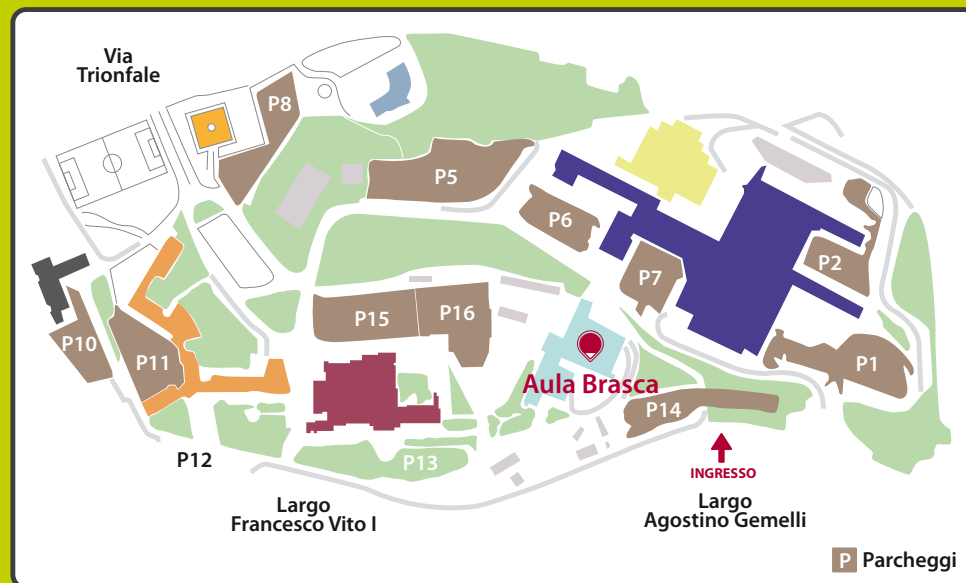 Via
Trionfale
P8
P5
P6
P7
P2
P15
P16
P10
P11
P1
Aula Brasca
P14
P12
P13
INGRESSO
Largo
Francesco Vito I
Largo
Agostino Gemelli
P Parcheggi